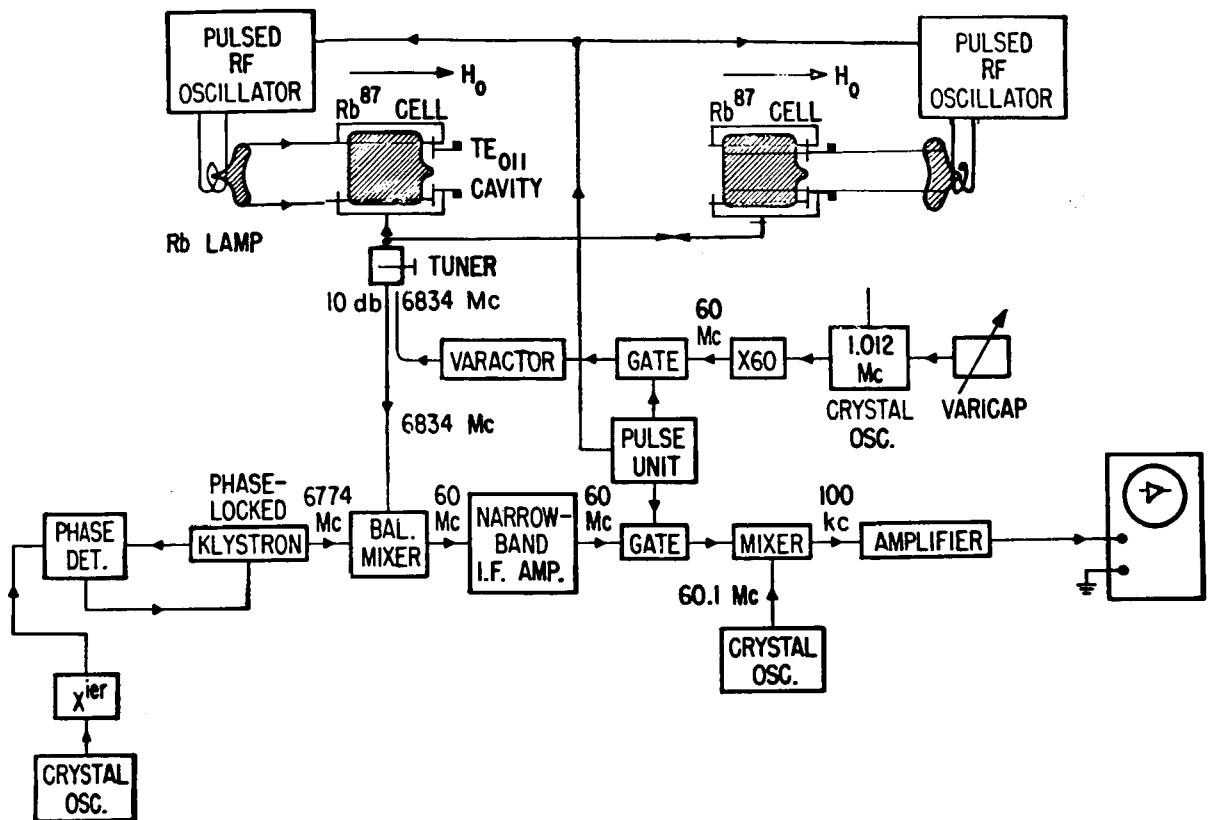 PULSED
RF
OSCILLATOR
PULSED
RF
OSCILLATOR
H₀
H₀
Rb⁸⁷ CELL
Rb⁸⁷ CELL
TE₀₁₁
CAVITY
Rb LAMP
TUNER
10 db
6834 Mc
60
Mc
VARACTOR
GATE
X60
1.012
Mc
CRYSTAL
OSC.
VARICAP
6834 Mc
PULSE
UNIT
PHASE-
LOCKED
KLYSTRON
6774
Mc
60
Mc
60
Mc
100
kc
PHASE
DET.
BAL.
MIXER
NARROW-
BAND
I.F. AMP.
GATE
MIXER
AMPLIFIER
60.1 Mc
CRYSTAL
OSC.
Xⁱᵉʳ
CRYSTAL
OSC.